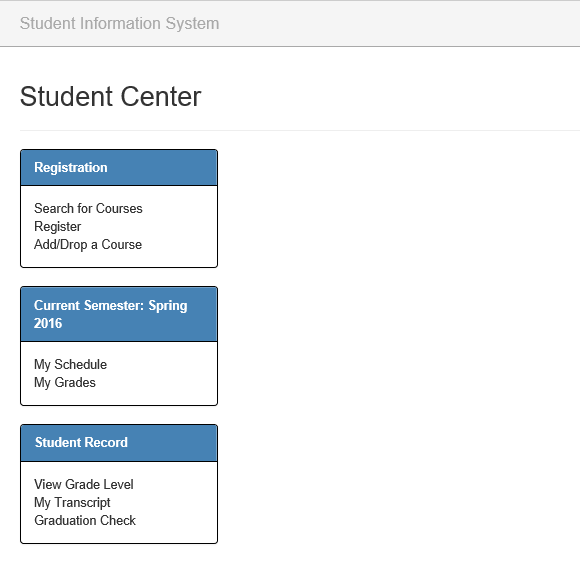 Student Information System
Student Center
Registration
Search for Courses
Register
Add/Drop a Course
Current Semester: Spring
2016
My Schedule
My Grades
Student Record
View Grade Level
My Transcript
Graduation Check